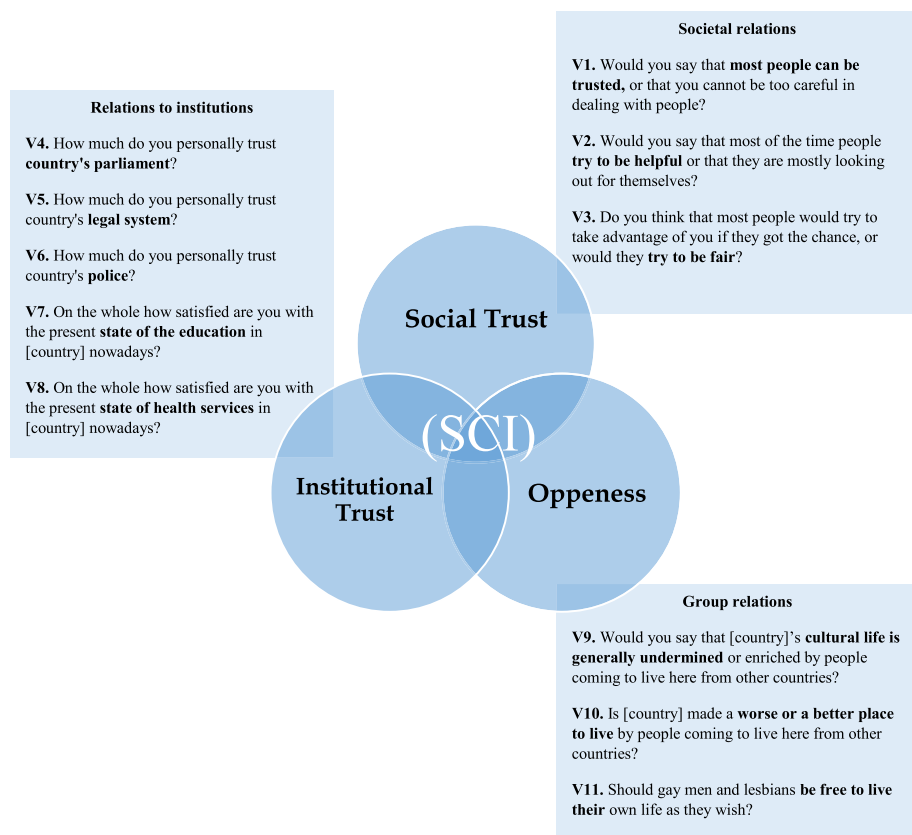 Societal relations
V1. Would you say that most people can be
trusted, or that you cannot be too careful in
dealing with people?
V2. Would you say that most of the time people
try to be helpful or that they are mostly looking
out for themselves?
V3. Do you think that most people would try to
take advantage of you if they got the chance, or
would they try to be fair?
Relations to institutions
V4. How much do you personally trust
country's parliament?
V5. How much do you personally trust
country's legal system?
V6. How much do you personally trust
country's police?
V7. On the whole how satisfied are you with
the present state of the education in
[country] nowadays?
V8. On the whole how satisfied are you with
the present state of health services in
[country] nowadays?
Social Trust
(SCI)
Institutional
Trust
Oppeness
Group relations
V9. Would you say that [country]’s cultural life is
generally undermined or enriched by people
coming to live here from other countries?
V10. Is [country] made a worse or a better place
to live by people coming to live here from other
countries?
V11. Should gay men and lesbians be free to live
their own life as they wish?